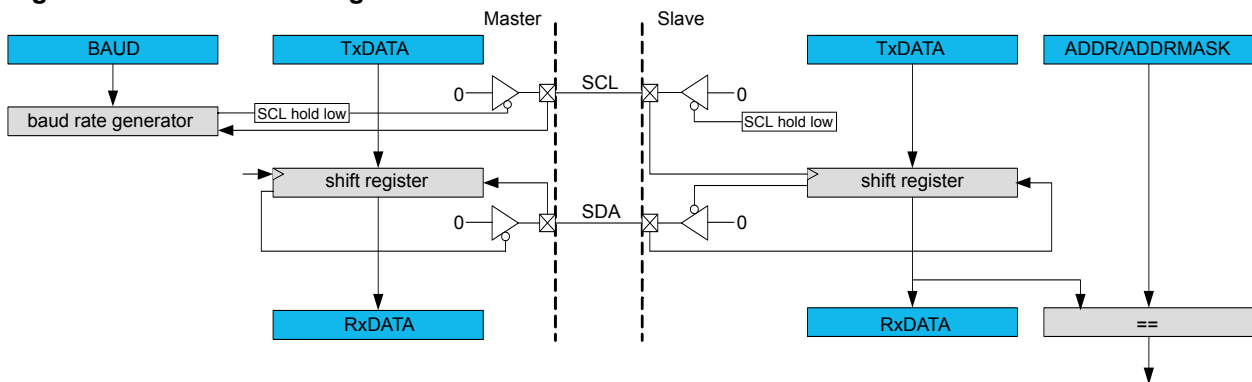 Master
Slave
BAUD
TxDATA
TxDATA
ADDR/ADDRMASK
SCL
0
0
baud rate generator
SCL hold low
SCL hold low
shift register
shift register
SDA
0
0
RxDATA
RxDATA
==